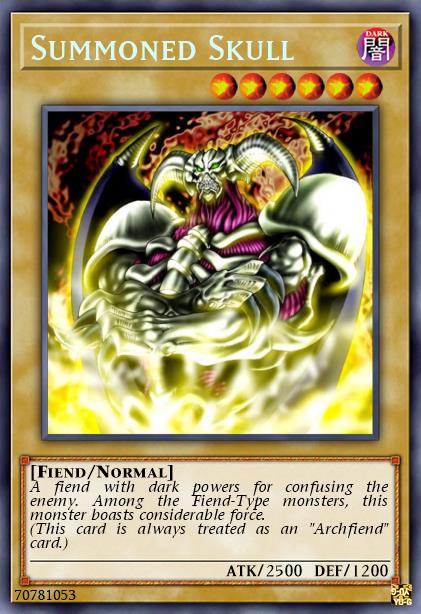 Summoned Skull
DARK
闇
[Fiend/Normal]
A fiend with dark powers for confusing the
enemy. Among the Fiend-Type monsters, this
monster boasts considerable force.
(This card is always treated as an "Archfiend"
card.)
ATK/2500 DEF/1200
70781053